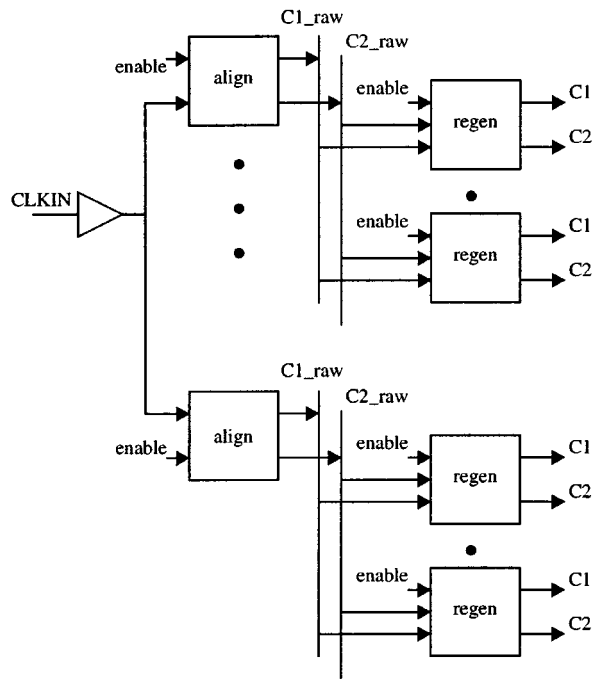 C1_raw
C2_raw
enable
align
enable
C1
regen
C2
CLKIN
enable
C1
regen
C2
C1_raw
C2_raw
align
enable
enable
C1
regen
C2
enable
C1
regen
C2